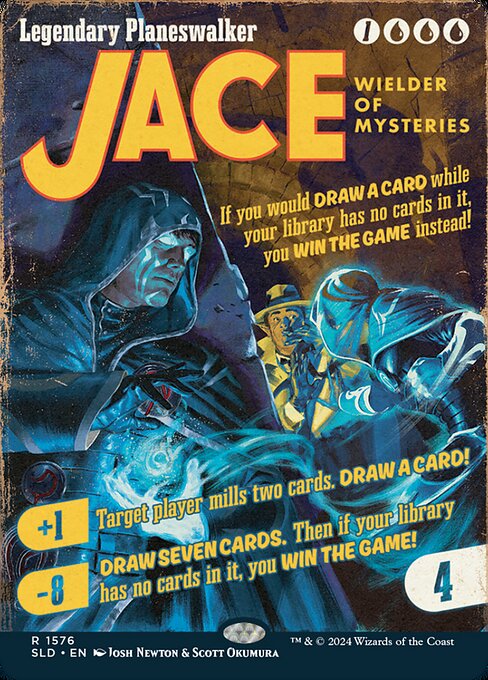 Legendary Planeswalker
1
JACE
WIELDER
OF
MYSTERIES
If you would DRAW A CARD while
your library has no cards in it,
you WIN THE GAME instead!
+1
Target player mills two cards. DRAW A CARD!
-8
DRAW SEVEN CARDS. Then if your library
has no cards in it, you WIN THE GAME!
4
R 1576
SLD • EN Josh Newton & Scott Okumura
™ & © 2024 Wizards of the Coast